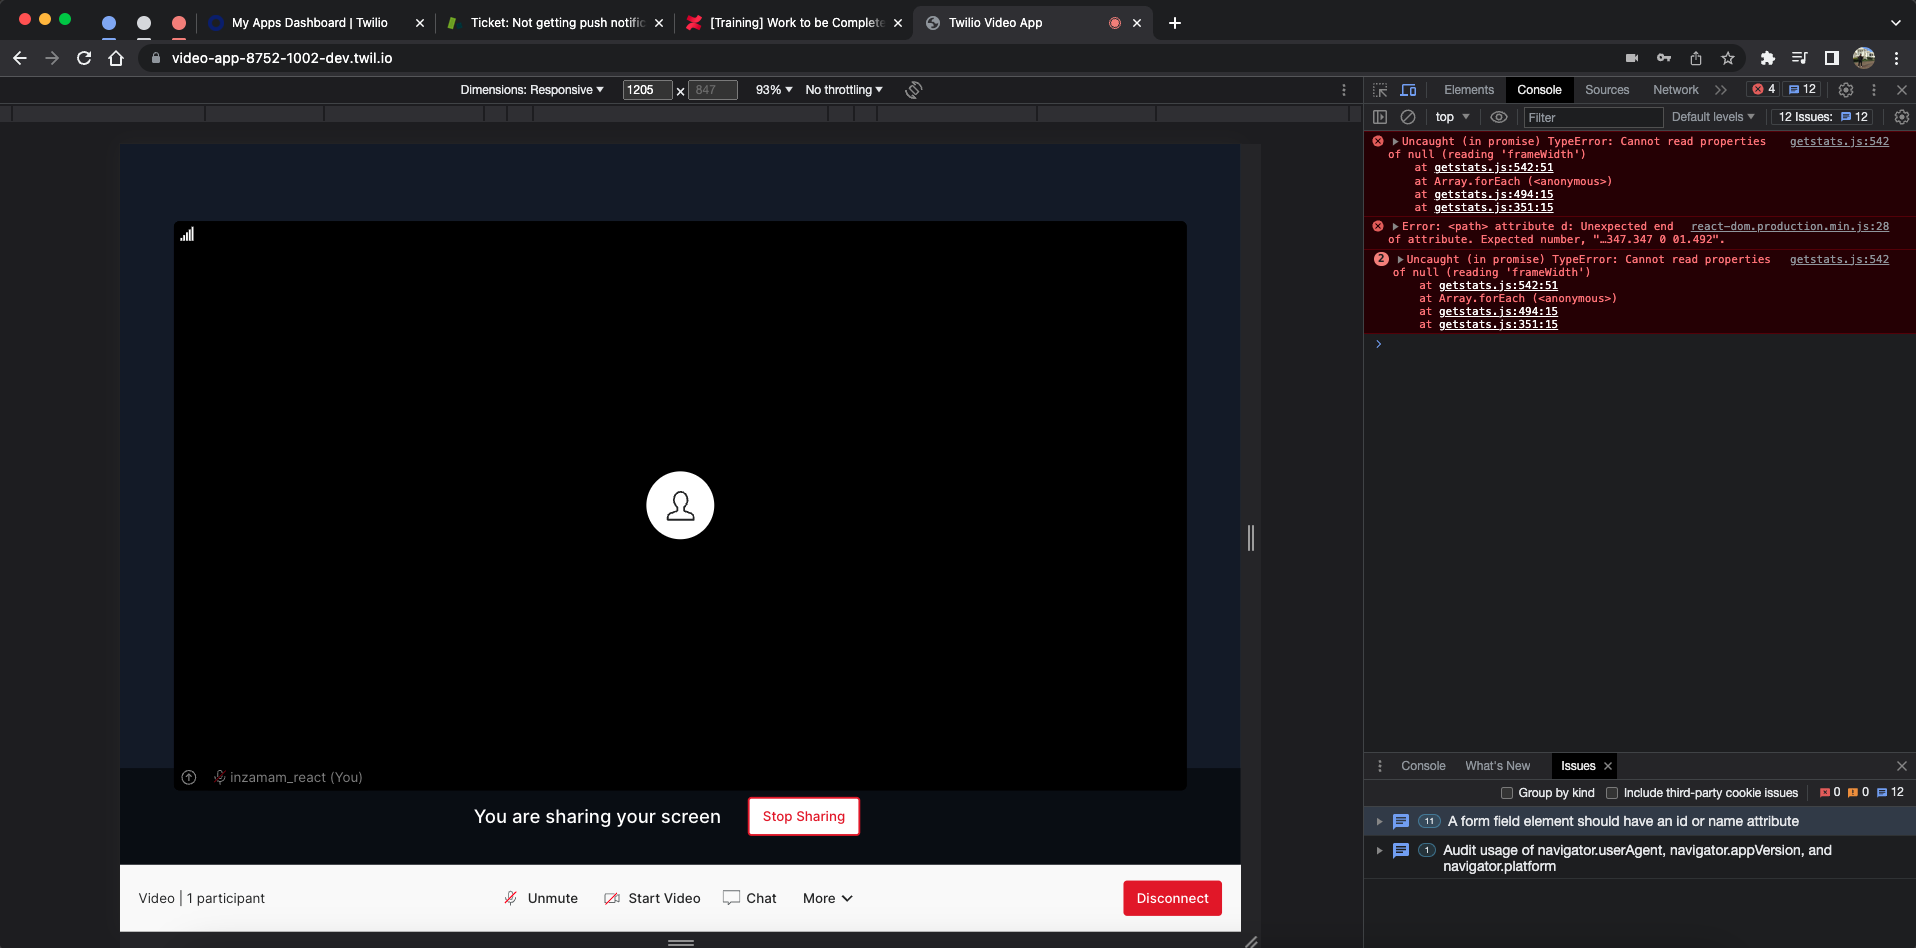 My Apps Dashboard | Twilio
Ticket: Not getting push notific
[Training] Work to be Complete
Twilio Video App
video-app-8752-1002-dev.twil.io
Dimensions: Responsive
1205
×
847
93%
No throttling
Elements
Console
Sources
Network
4
12
top
Filter
Default levels
12 Issues:
12
Uncaught (in promise) TypeError: Cannot read properties getstats.js:542
of null (reading 'frameWidth')
at getstats.js:542:51
at Array.forEach (<anonymous>)
at getstats.js:494:15
at getstats.js:351:15
Error: <path> attribute d: Unexpected end react-dom.production.min.js:28
of attribute. Expected number, "…347.347 0 01.492".
2 Uncaught (in promise) TypeError: Cannot read properties getstats.js:542
of null (reading 'frameWidth')
at getstats.js:542:51
at Array.forEach (<anonymous>)
at getstats.js:494:15
at getstats.js:351:15
inzamam_react (You)
You are sharing your screen
Stop Sharing
Video | 1 participant
Unmute
Start Video
Chat
More
Disconnect
Console
What's New
Issues
Group by kind
Include third-party cookie issues
0
0
12
11 A form field element should have an id or name attribute
1 Audit usage of navigator.userAgent, navigator.appVersion, and
navigator.platform